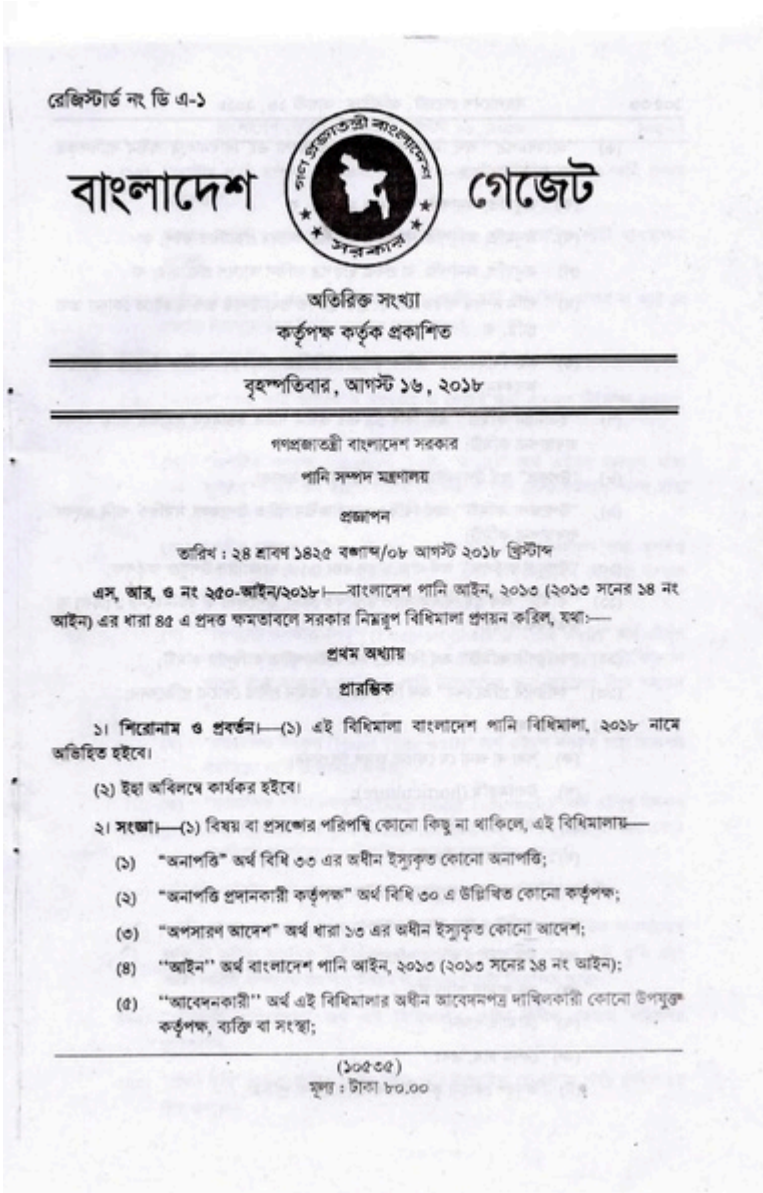 রেজিস্টার্ড নং ডি এ-১
বাংলাদেশ
গণপ্রজাতন্ত্রী বাংলাদেশ
সরকার
গেজেট
অতিরিক্ত সংখ্যা
কর্তৃপক্ষ কর্তৃক প্রকাশিত
বৃহস্পতিবার, আগস্ট ১৬, ২০১৮
গণপ্রজাতন্ত্রী বাংলাদেশ সরকার
পানি সম্পদ মন্ত্রণালয়
প্রজ্ঞাপন
তারিখ : ২৪ শ্রাবণ ১৪২৫ বঙ্গাব্দ/০৮ আগস্ট ২০১৮ খ্রিস্টাব্দ
এস, আর, ও নং ২৫০-আইন/২০১৮।—বাংলাদেশ পানি আইন, ২০১৩ (২০১৩ সনের ১৪ নং
আইন) এর ধারা ৪৫ এ প্রদত্ত ক্ষমতাবলে সরকার নিম্নরূপ বিধিমালা প্রণয়ন করিল, যথা:—
প্রথম অধ্যায়
প্রারম্ভিক
১। শিরোনাম ও প্রবর্তন।—(১) এই বিধিমালা বাংলাদেশ পানি বিধিমালা, ২০১৮ নামে
অভিহিত হইবে।
(২) ইহা অবিলম্বে কার্যকর হইবে।
২। সংজ্ঞা।—(১) বিষয় বা প্রসঙ্গের পরিপন্থি কোনো কিছু না থাকিলে, এই বিধিমালায়—
(১) “অনাপত্তি” অর্থ বিধি ৩৩ এর অধীন ইস্যুকৃত কোনো অনাপত্তি;
(২) “অনাপত্তি প্রদানকারী কর্তৃপক্ষ” অর্থ বিধি ৩০ এ উল্লিখিত কোনো কর্তৃপক্ষ;
(৩) “অপসারণ আদেশ” অর্থ ধারা ১৩ এর অধীন ইস্যুকৃত কোনো আদেশ;
(৪) ‘‘আইন’’ অর্থ বাংলাদেশ পানি আইন, ২০১৩ (২০১৩ সনের ১৪ নং আইন);
(৫) ‘‘আবেদনকারী’’ অর্থ এই বিধিমালার অধীন আবেদনপত্র দাখিলকারী কোনো উপযুক্ত
কর্তৃপক্ষ, ব্যক্তি বা সংস্থা;
(১০৫৩৫)
মূল্য : টাকা ৮০.০০